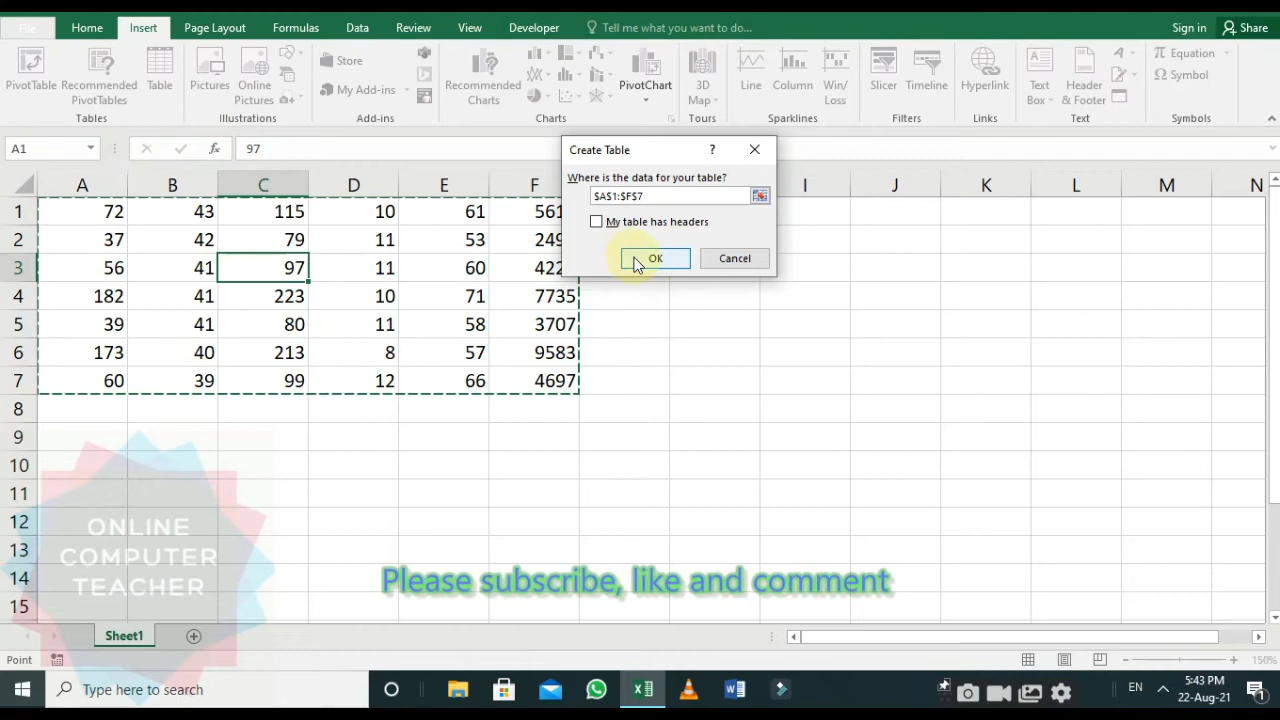 File Home Insert Page Layout Formulas Data Review View Developer Tell me what you want to do... Sign in Share
PivotTable Recommended PivotTables Table Pictures Online Pictures Store My Add-ins Recommended Charts PivotChart 3D Map Line Column Win/Loss Slicer Timeline Hyperlink Text Box Header & Footer Equation Symbol
Tables Illustrations Add-ins Charts Tours Sparklines Filters Links Text Symbols
A1 fx 97
Create Table ?
Where is the data for your table?
$A$1:$F$7
My table has headers
OK Cancel
A B C D E F I J K L M N
1 72 43 115 10 61 561
2 37 42 79 11 53 249
3 56 41 97 11 60 422
4 182 41 223 10 71 7735
5 39 41 80 11 58 3707
6 173 40 213 8 57 9583
7 60 39 99 12 66 4697
8
9
10
11
12
13
14
15
ONLINE
COMPUTER
TEACHER
Please subscribe, like and comment
Sheet1
Point 150%
Type here to search EN 5:43 PM
22-Aug-21 1